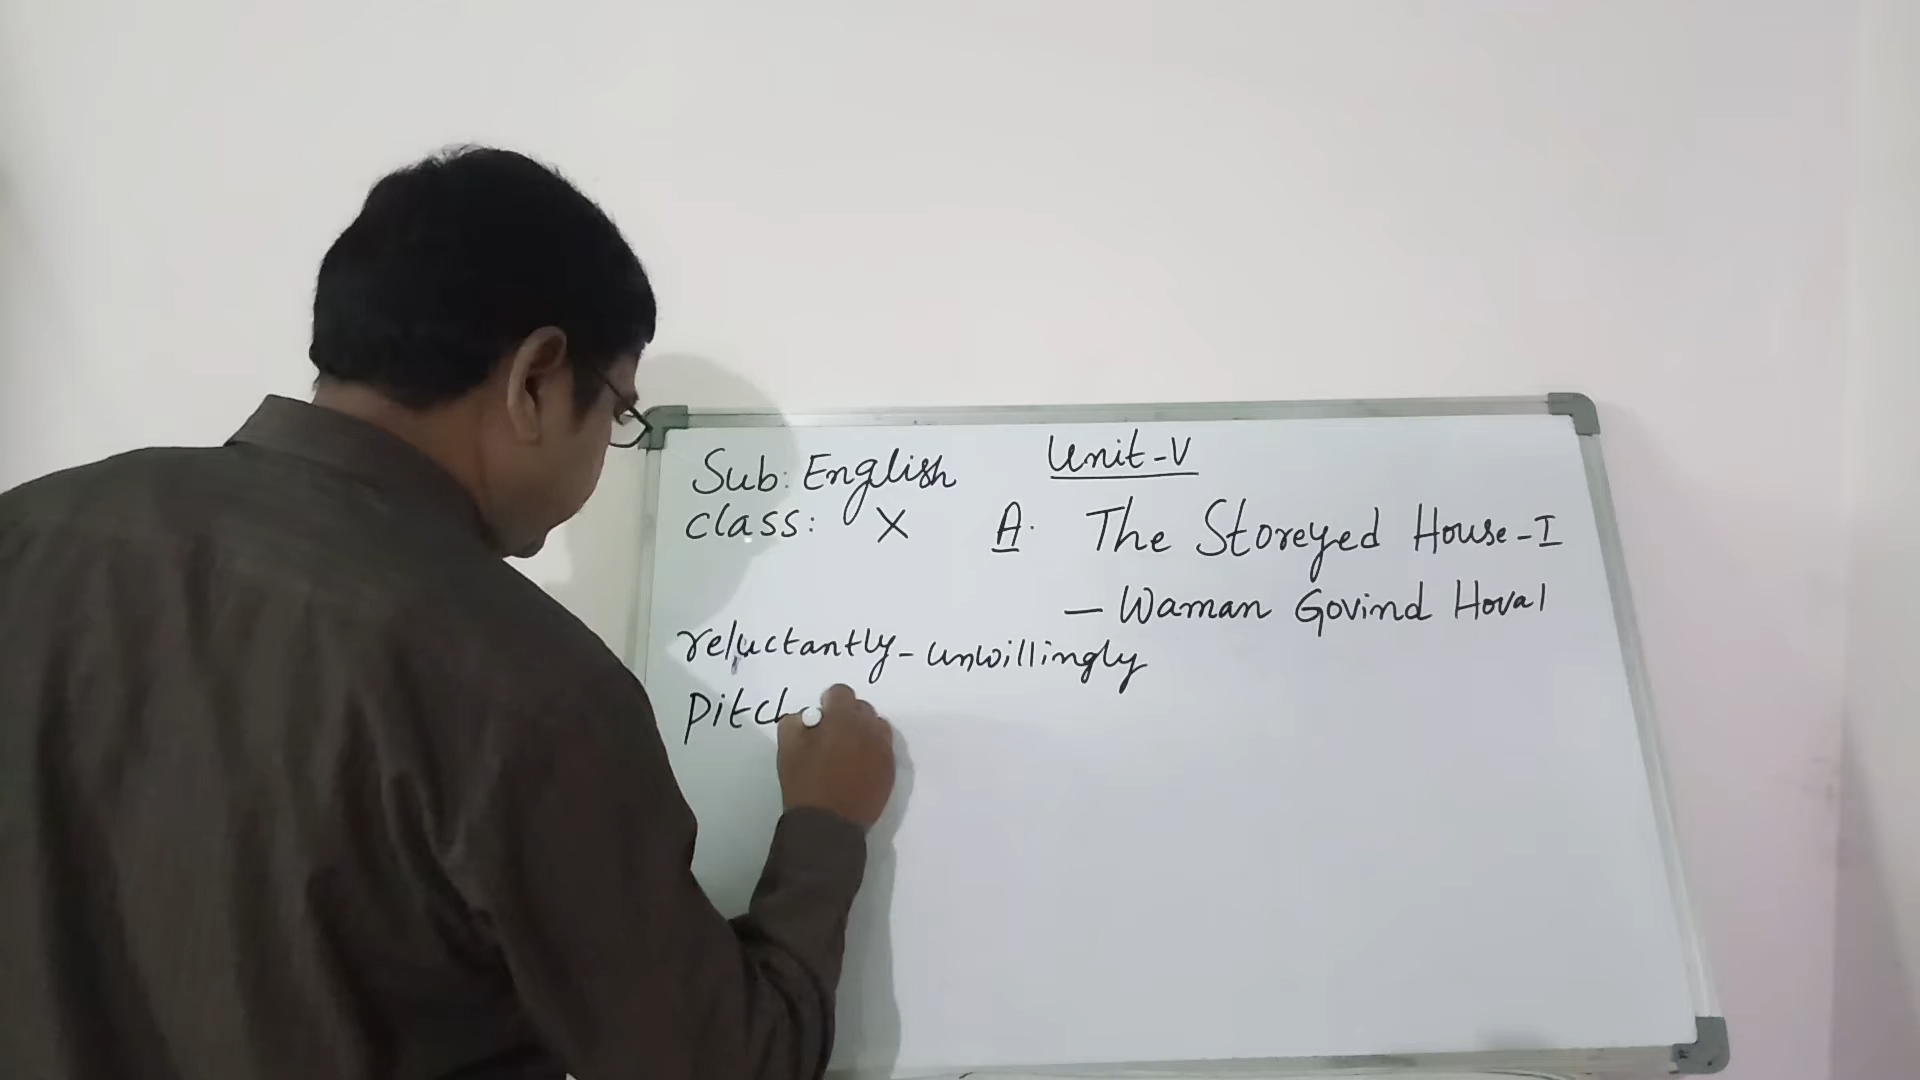 Sub: English
Unit-V
Class: X
A. The Storeyed House-I
- Waman Govind Hoval
reluctantly - unwillingly
Pitch